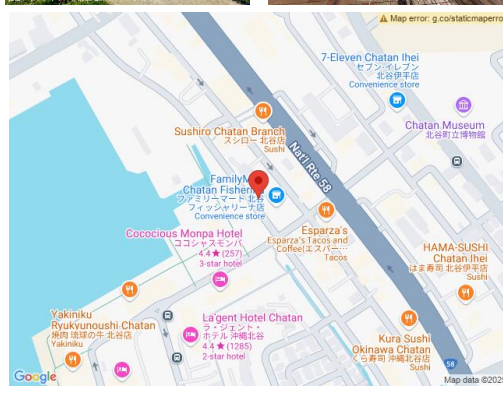 Map error: g.co/staticmaperro
7-Eleven Chatan Ihei
セブン-イレブン
北谷伊平店
Convenience store
Chatan Museum
北谷町立博物館
Sushiro Chatan Branch
スシロー 北谷店
Sushi
Nat'l Rte 58
FamilyM
Chatan Fisherin
ファミリーマート 北谷
フィッシャリーナ店
Convenience store
Esparza's
Esparza's Tacos and
Coffee(エスパー…
Tacos
Cocucious Monpa Hotel
ココシャスモンパ
4.4★(257)
3-star hotel
HAMA-SUSHI
Chatan Ihei
はま寿司 北谷伊平店
Sushi
Yakiniku
Ryukyunoushi Chatan
焼肉 琉球の牛 北谷店
Yakiniku
La'gent Hotel Chatan
ラ・ジェント・
ホテル 沖縄北谷
4.4★(1285)
2-star hotel
Kura Sushi
Okinawa Chatan
くら寿司 沖縄北谷店
Sushi
58
Google
Map data ©2025